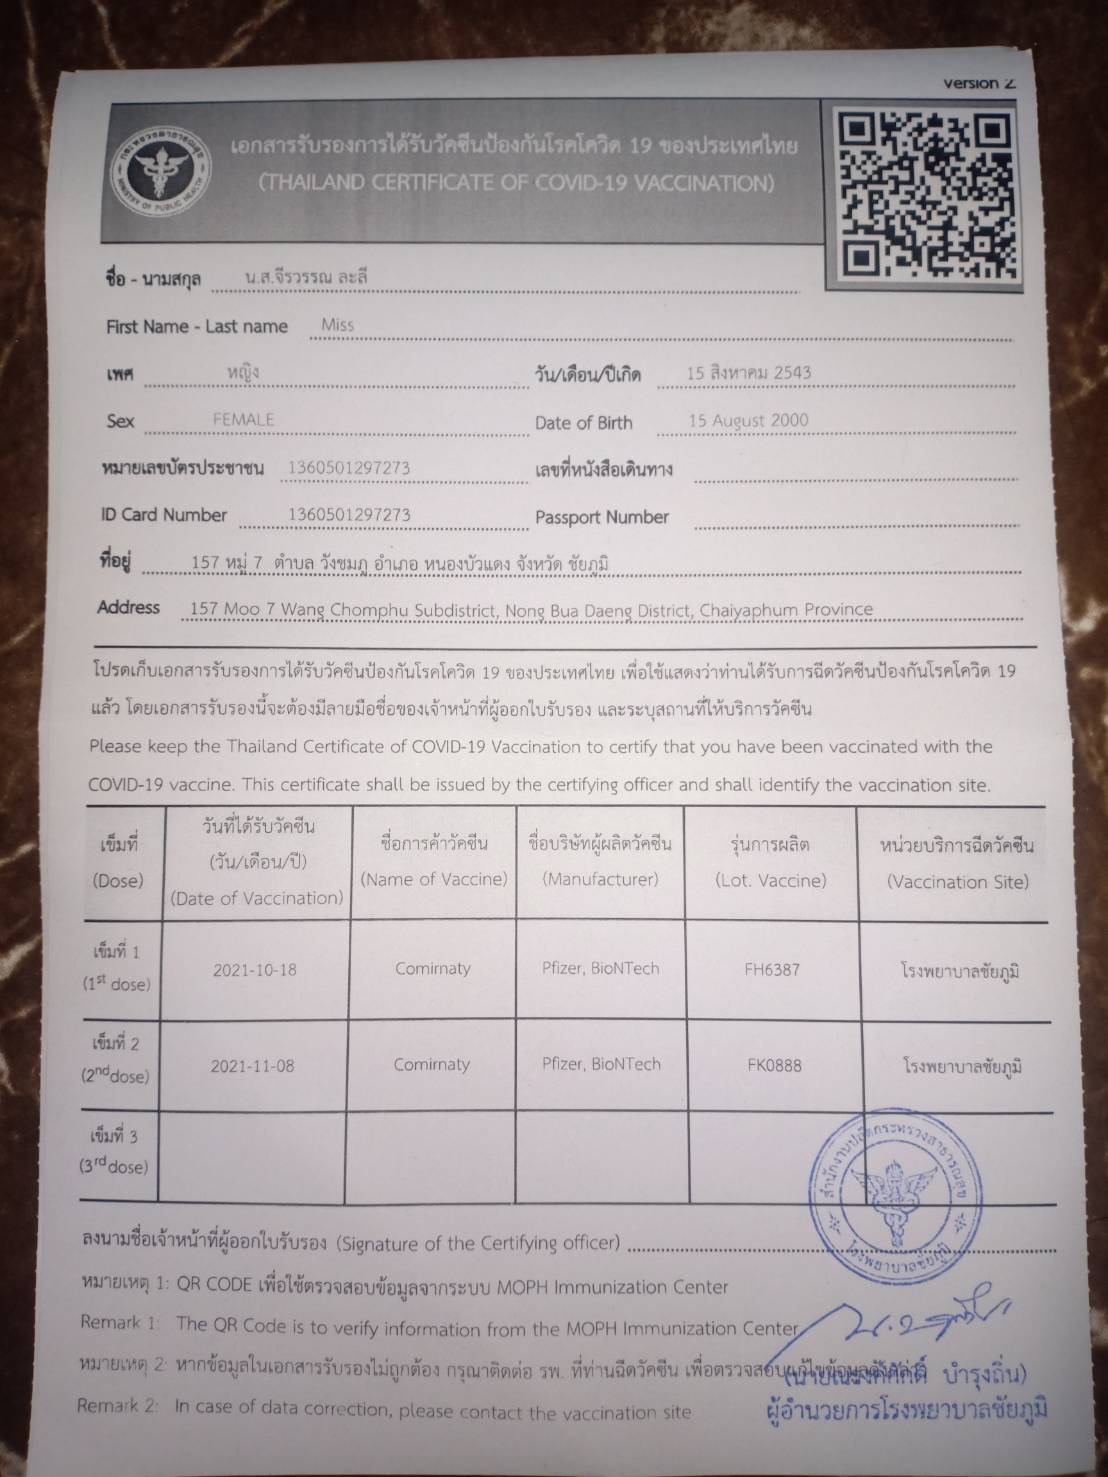 Version 2
กระทรวงสาธารณสุข
MINISTRY OF PUBLIC HEALTH
เอกสารรับรองการได้รับวัคซีนป้องกันโรคโควิด 19 ของประเทศไทย
(THAILAND CERTIFICATE OF COVID-19 VACCINATION)
ชื่อ - นามสกุล น.ส.จีรวรรณ ละลี
First Name - Last name Miss
เพศ หญิง วัน/เดือน/ปีเกิด 15 สิงหาคม 2543
Sex FEMALE Date of Birth 15 August 2000
หมายเลขบัตรประชาชน 1360501297273 เลขที่หนังสือเดินทาง
ID Card Number 1360501297273 Passport Number
ที่อยู่ 157 หมู่ 7 ตำบล วังชมภู อำเภอ หนองบัวแดง จังหวัด ชัยภูมิ
Address 157 Moo 7 Wang Chomphu Subdistrict, Nong Bua Daeng District, Chaiyaphum Province
โปรดเก็บเอกสารรับรองการได้รับวัคซีนป้องกันโรคโควิด 19 ของประเทศไทย เพื่อใช้แสดงว่าท่านได้รับการฉีดวัคซีนป้องกันโรคโควิด 19
แล้ว โดยเอกสารรับรองนี้จะต้องมีลายมือชื่อของเจ้าหน้าที่ผู้ออกใบรับรอง และระบุสถานที่ให้บริการวัคซีน
Please keep the Thailand Certificate of COVID-19 Vaccination to certify that you have been vaccinated with the
COVID-19 vaccine. This certificate shall be issued by the certifying officer and shall identify the vaccination site.
เข็มที่ (Dose) วันที่ได้รับวัคซีน (วัน/เดือน/ปี) (Date of Vaccination) ชื่อการค้าวัคซีน (Name of Vaccine) ชื่อบริษัทผู้ผลิตวัคซีน (Manufacturer) รุ่นการผลิต (Lot. Vaccine) หน่วยบริการฉีดวัคซีน (Vaccination Site)
เข็มที่ 1 (1st dose) 2021-10-18 Comirnaty Pfizer, BioNTech FH6387 โรงพยาบาลชัยภูมิ
เข็มที่ 2 (2nd dose) 2021-11-08 Comirnaty Pfizer, BioNTech FK0888 โรงพยาบาลชัยภูมิ
เข็มที่ 3 (3rd dose)
สำนักงานปลัดกระทรวงสาธารณสุข
โรงพยาบาลชัยภูมิ
ลงนามชื่อเจ้าหน้าที่ผู้ออกใบรับรอง (Signature of the Certifying officer)
หมายเหตุ 1: QR CODE เพื่อใช้ตรวจสอบข้อมูลจากระบบ MOPH Immunization Center
Remark 1: The QR Code is to verify information from the MOPH Immunization Center
หมายเหตุ 2: หากข้อมูลในเอกสารรับรองไม่ถูกต้อง กรุณาติดต่อ รพ. ที่ท่านฉีดวัคซีน เพื่อตรวจสอบแก้ไขข้อมูลดังกล่าว
บำรุงถิ่น)
Remark 2: In case of data correction, please contact the vaccination site
ผู้อำนวยการโรงพยาบาลชัยภูมิ